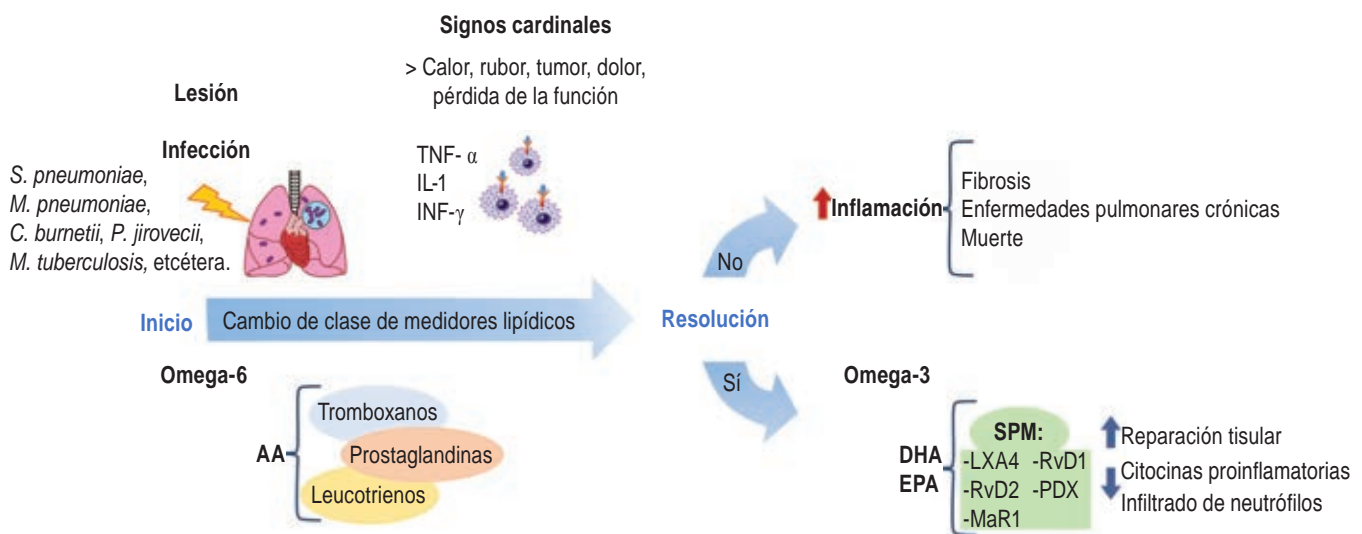 Signos cardinales
> Calor, rubor, tumor, dolor,
pérdida de la función
Lesión
Infección
S. pneumoniae,
M. pneumoniae,
C. burnetii, P. jirovecii,
M. tuberculosis, etcétera.
TNF- α
IL-1
INF-γ
Inicio
Cambio de clase de medidores lipídicos
Resolución
No
Inflamación
Fibrosis
Enfermedades pulmonares crónicas
Muerte
Sí
Omega-6
AA
Tromboxanos
Prostaglandinas
Leucotrienos
Omega-3
DHA
EPA
SPM:
-LXA4 -RvD1
-RvD2 -PDX
-MaR1
Reparación tisular
Citocinas proinflamatorias
Infiltrado de neutrófilos